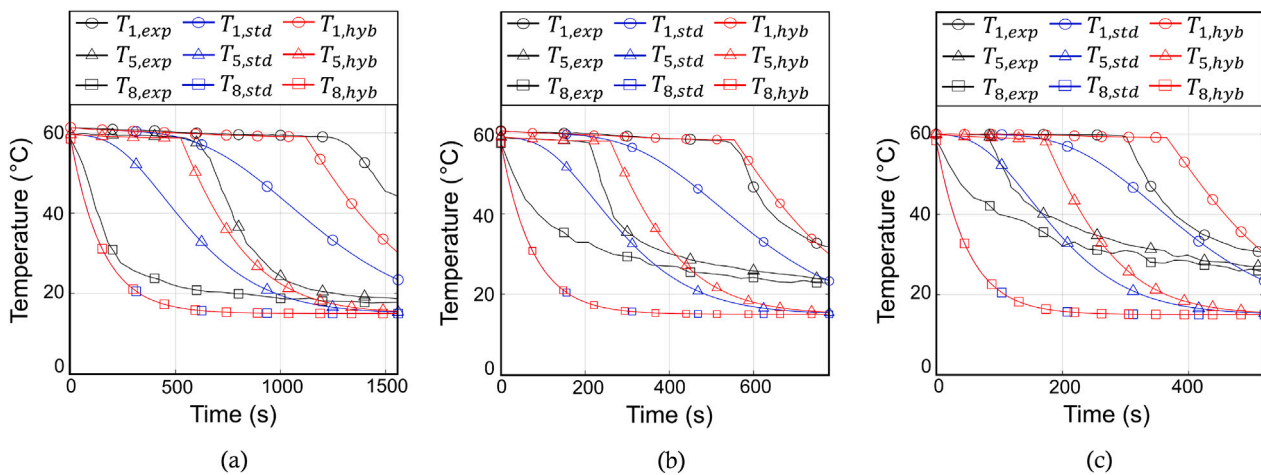 T1,exp T1,std T1,hyb
T5,exp T5,std T5,hyb
T8,exp T8,std T8,hyb
Temperature (°C)
60
40
20
0
0 500 1000 1500
Time (s)
(a)
T1,exp T1,std T1,hyb
T5,exp T5,std T5,hyb
T8,exp T8,std T8,hyb
Temperature (°C)
60
40
20
0
0 200 400 600
Time (s)
(b)
T1,exp T1,std T1,hyb
T5,exp T5,std T5,hyb
T8,exp T8,std T8,hyb
Temperature (°C)
60
40
20
0
0 200 400
Time (s)
(c)